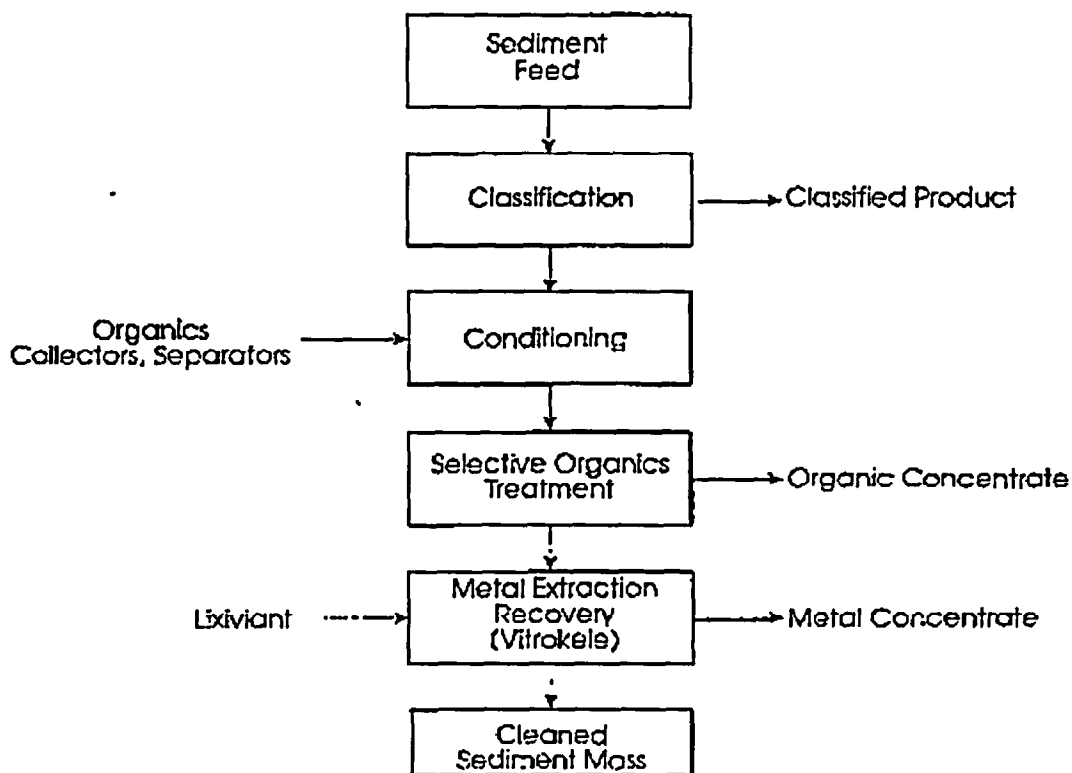 Sediment
Feed
Classification
Classified Product
Organics
Collectors, Separators
Conditioning
Selective Organics
Treatment
Organic Concentrate
Lixiviant
Metal Extraction
Recovery
(Vitrokele)
Metal Concentrate
Cleaned
Sediment Mass